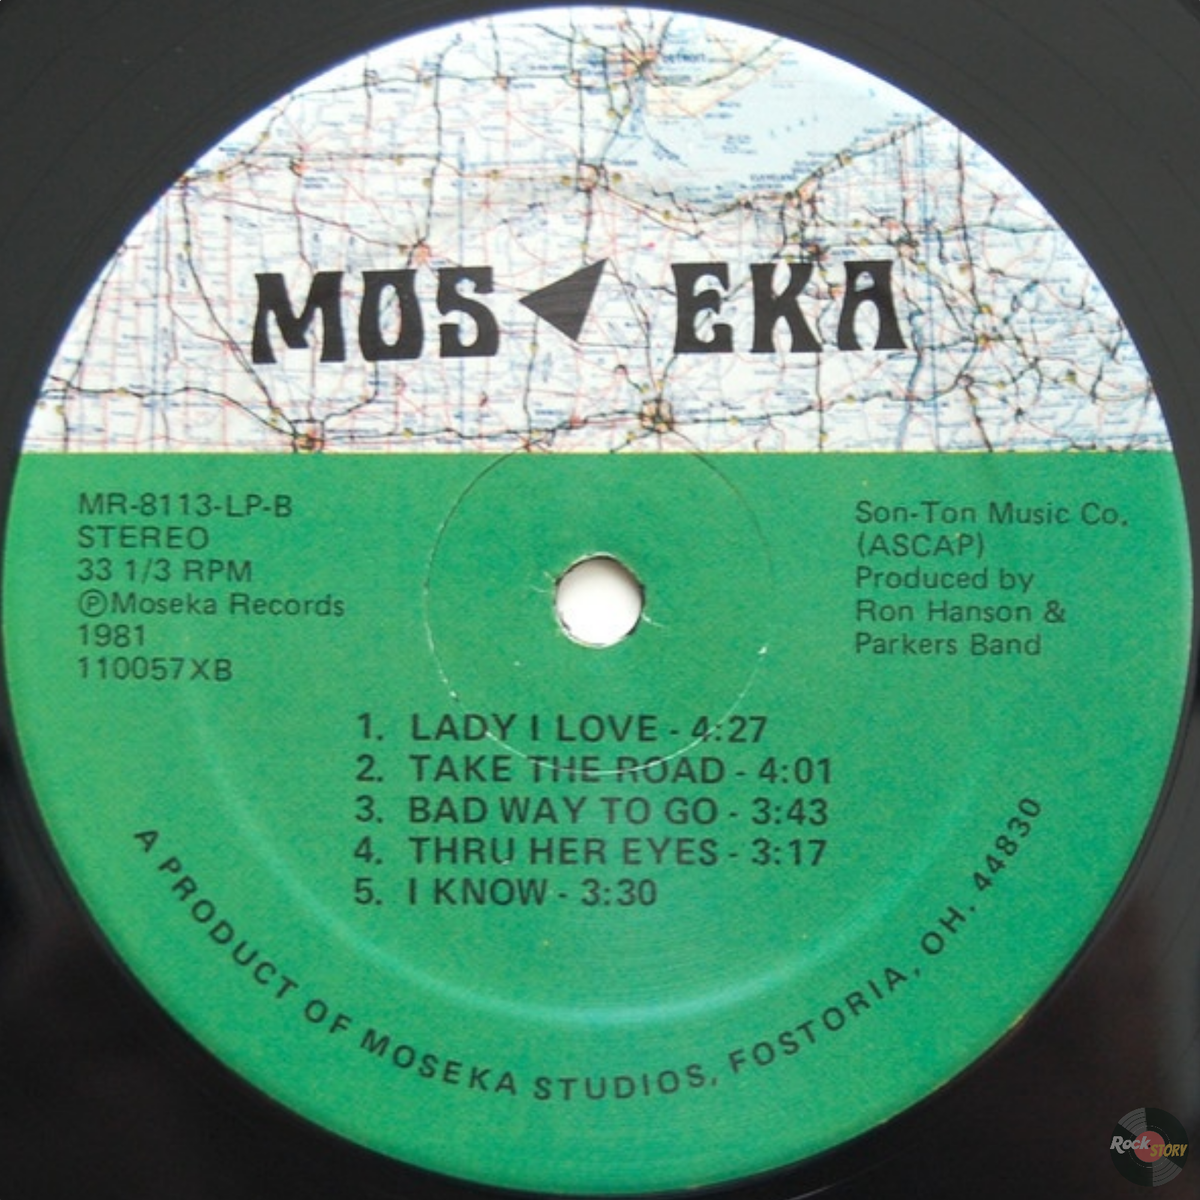 DETROIT
CLEVELAND
MOS EKA
MR-8113-LP-B
STEREO
33 1/3 RPM
ⓅMoseka Records
1981
110057XB
Son-Ton Music Co.
(ASCAP)
Produced by
Ron Hanson &
Parkers Band
1. LADY I LOVE - 4:27
2. TAKE THE ROAD - 4:01
3. BAD WAY TO GO - 3:43
4. THRU HER EYES - 3:17
5. I KNOW - 3:30
A PRODUCT OF MOSEKA STUDIOS, FOSTORIA, OH. 44830
Rock
STORY